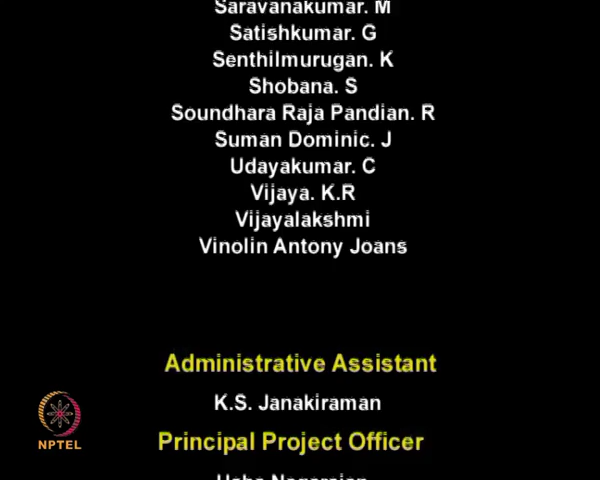 Saravanakumar. M
Satishkumar. G
Senthilmurugan. K
Shobana. S
Soundhara Raja Pandian. R
Suman Dominic. J
Udayakumar. C
Vijaya. K.R
Vijayalakshmi
Vinolin Antony Joans
Administrative Assistant
K.S. Janakiraman
NPTEL
Principal Project Officer